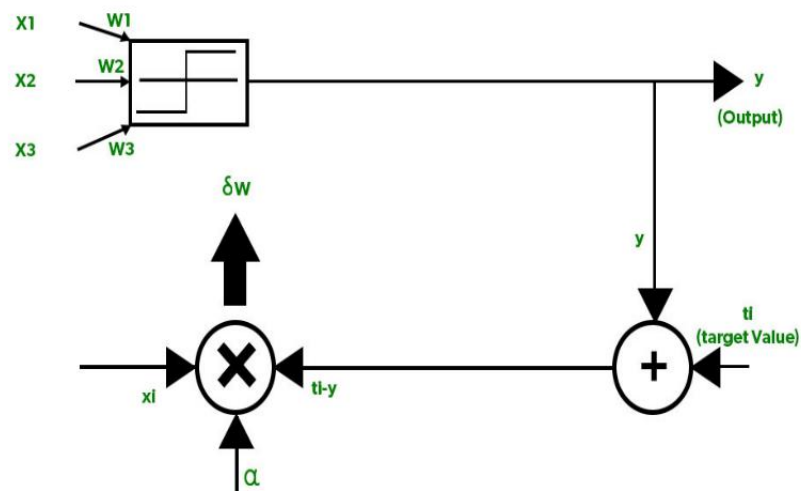 X1 W1
X2 W2
X3 W3
y
(Output)
δw
y
ti
(target Value)
+
×
xi
ti-y
α